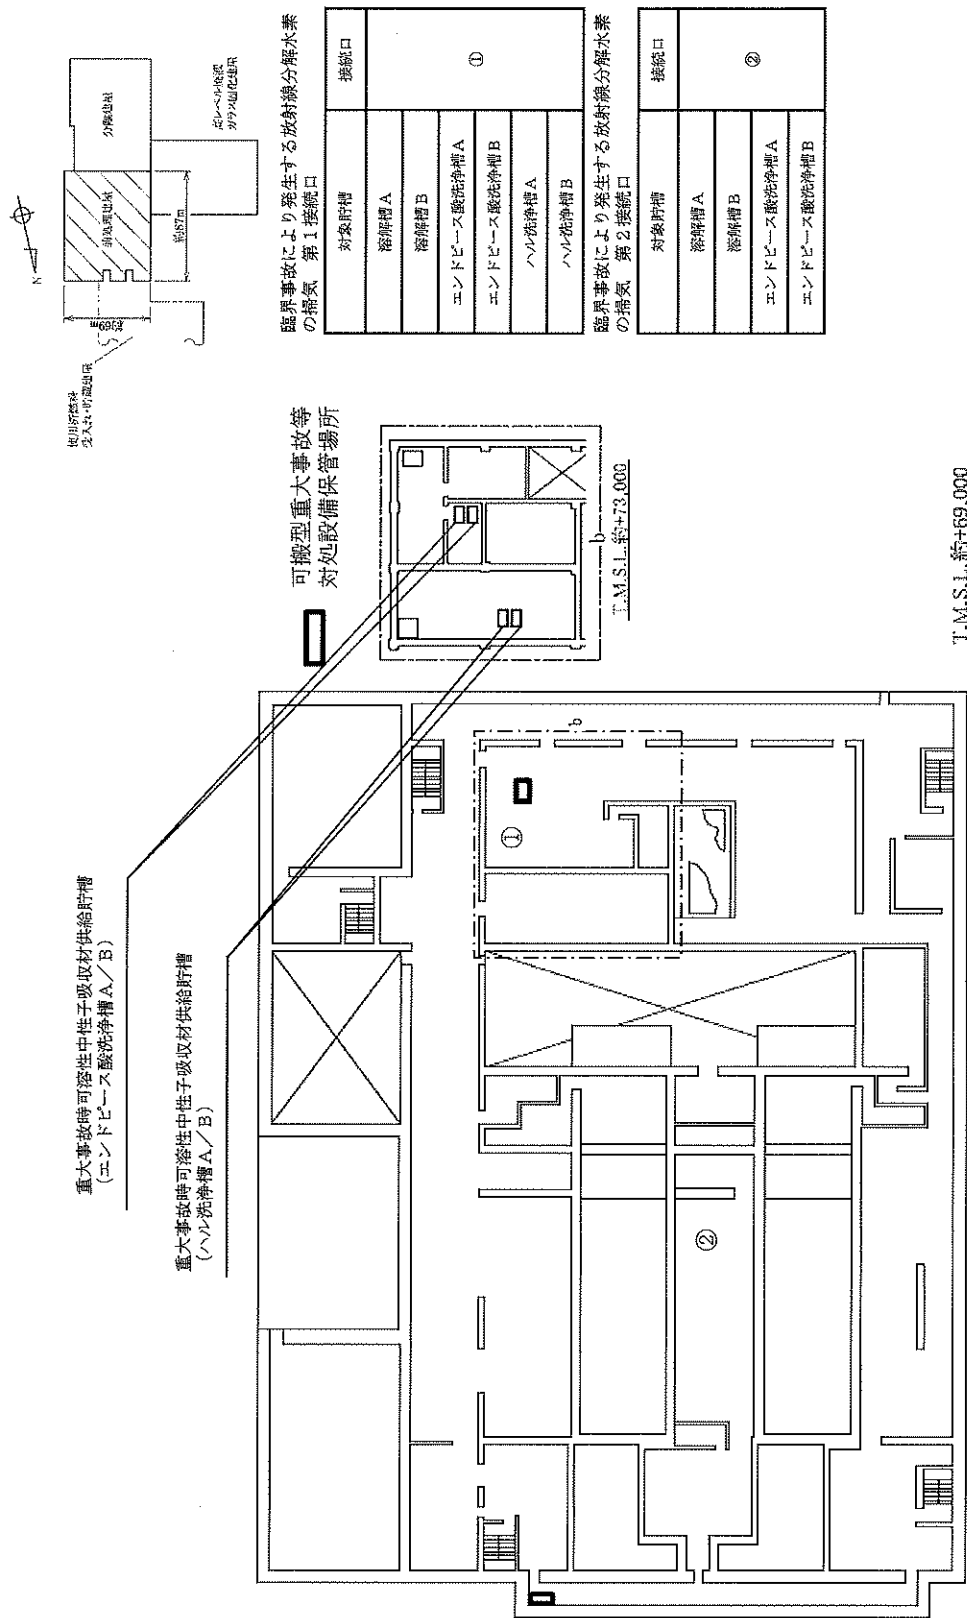 重大事故時可溶性中性子吸収材供給貯槽
(エンドピース酸洗浄槽A/B)
重大事故時可溶性中性子吸収材供給貯槽
(ハル洗浄槽A/B)
可搬型重大事故等
対処設備保管場所
①
②
b
b
T.M.S.L.約+73,000
T.M.S.L.約+69,000
N
使用済燃料
受入れ・貯蔵建屋
前処理建屋
分離建屋
高レベル廃液
ガラス固化建屋
約69m
約87m
臨界事故により発生する放射線分解水素
の掃気 第1接続口
対象貯槽 接続口
溶解槽A ①
溶解槽B
エンドピース酸洗浄槽A
エンドピース酸洗浄槽B
ハル洗浄槽A
ハル洗浄槽B
臨界事故により発生する放射線分解水素
の掃気 第2接続口
対象貯槽 接続口
溶解槽A ②
溶解槽B
エンドピース酸洗浄槽A
エンドピース酸洗浄槽B